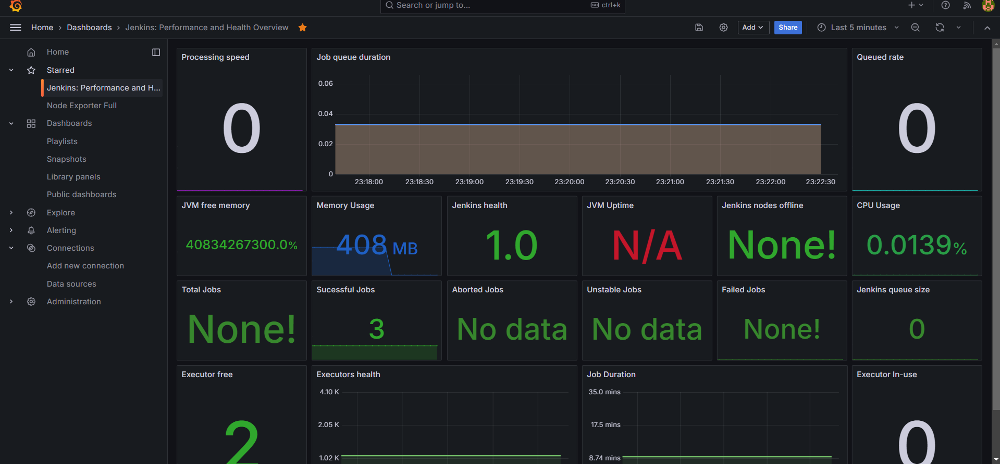 Search or jump to...
ctrl+k
Home › Dashboards › Jenkins: Performance and Health Overview
Add
Share
Last 5 minutes
Home
Starred
Jenkins: Performance and H...
Node Exporter Full
Dashboards
Playlists
Snapshots
Library panels
Public dashboards
Explore
Alerting
Connections
Add new connection
Data sources
Administration
Processing speed
0
Job queue duration
0.06
0.04
0.02
0
23:18:00 23:18:30 23:19:00 23:19:30 23:20:00 23:20:30 23:21:00 23:21:30 23:22:00 23:22:30
Queued rate
0
JVM free memory
40834267300.0%
Memory Usage
408 MB
Jenkins health
1.0
JVM Uptime
N/A
Jenkins nodes offline
None!
CPU Usage
0.0139%
Total Jobs
None!
Sucessful Jobs
3
Aborted Jobs
No data
Unstable Jobs
No data
Failed Jobs
None!
Jenkins queue size
0
Executor free
2
Executors health
4.10 K
2.05 K
1.02 K
Job Duration
35.0 mins
17.5 mins
8.74 mins
Executor In-use
0